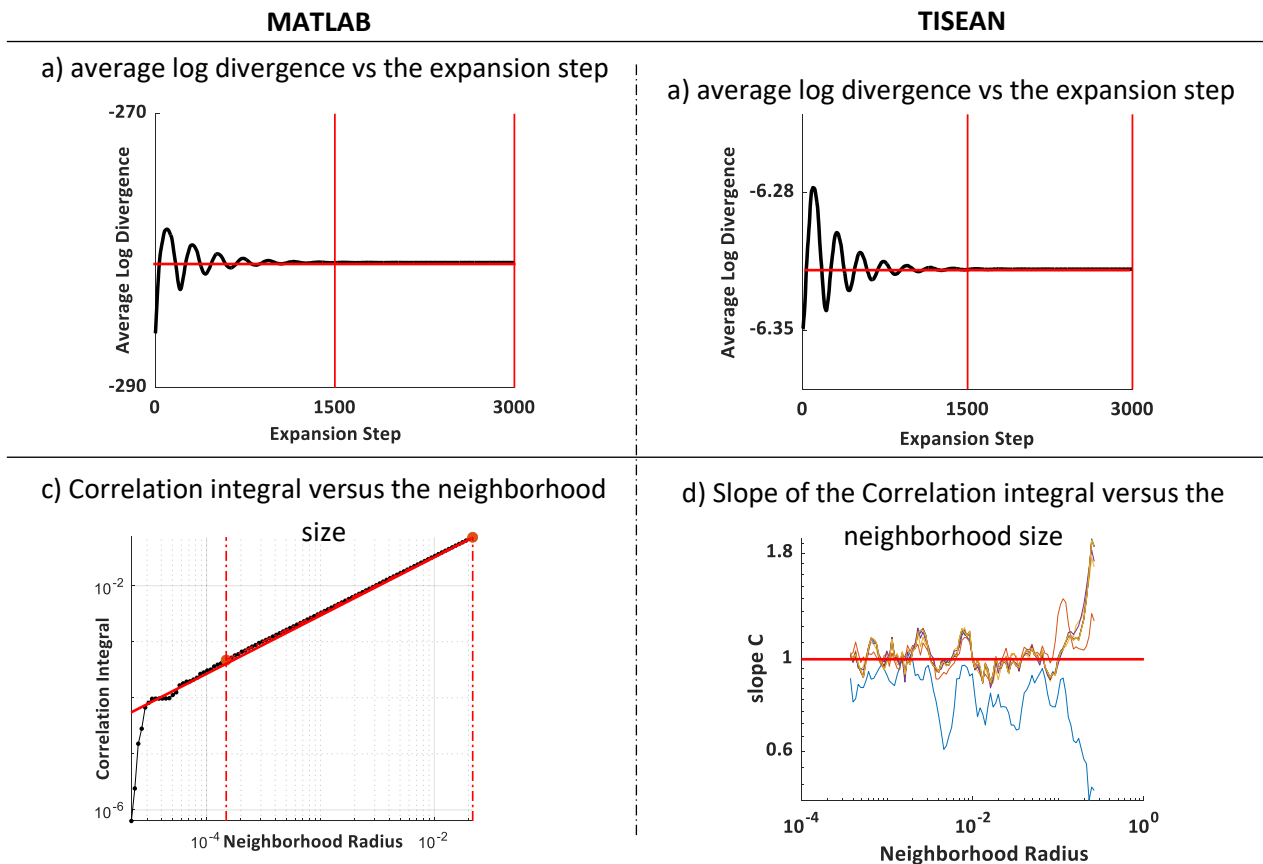 MATLAB
TISEAN
a) average log divergence vs the expansion step
-270
-290
Average Log Divergence
0
1500
3000
Expansion Step
a) average log divergence vs the expansion step
-6.28
-6.35
Average Log Divergence
0
1500
3000
Expansion Step
c) Correlation integral versus the neighborhood
size
10-2
10-6
Correlation Integral
10-4
Neighborhood Radius
10-2
d) Slope of the Correlation integral versus the
neighborhood size
1.8
1
0.6
slope C
10-4
10-2
100
Neighborhood Radius